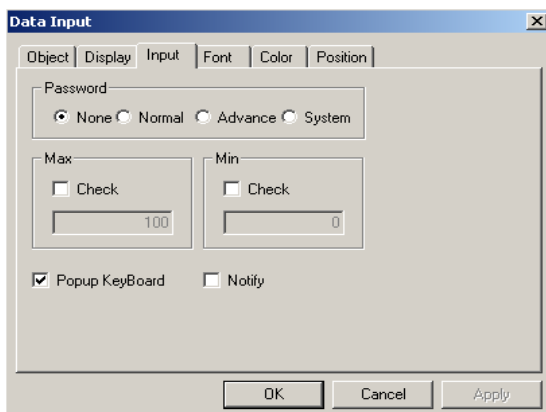 Data Input
Object Display Input Font Color Position
Password
None Normal Advance System
Max Min
Check Check
100 0
Popup KeyBoard Notify
OK Cancel Apply